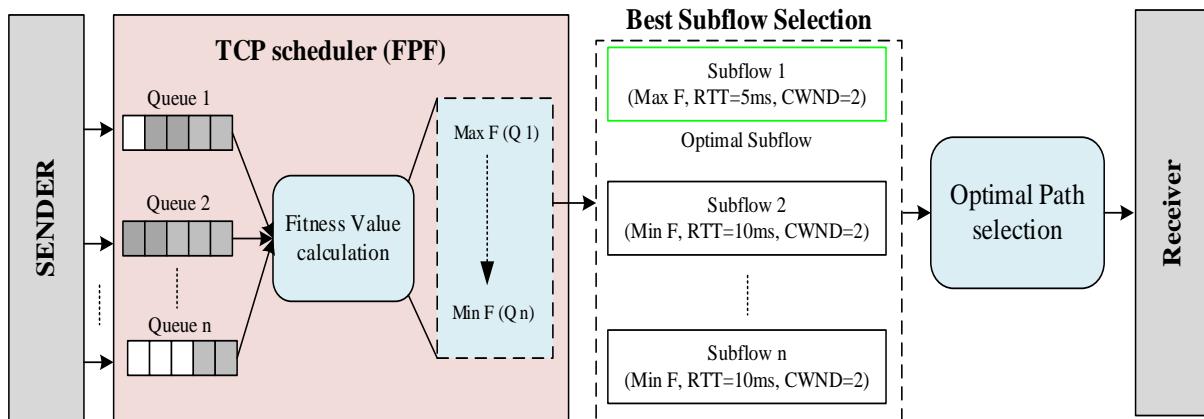 SENDER
TCP scheduler (FPF)
Queue 1
Queue 2
Queue n
Fitness Value
calculation
Max F (Q 1)
Min F (Q n)
Best Subflow Selection
Subflow 1
(Max F, RTT=5ms, CWND=2)
Optimal Subflow
Subflow 2
(Min F, RTT=10ms, CWND=2)
Subflow n
(Min F, RTT=10ms, CWND=2)
Optimal Path
selection
Receiver